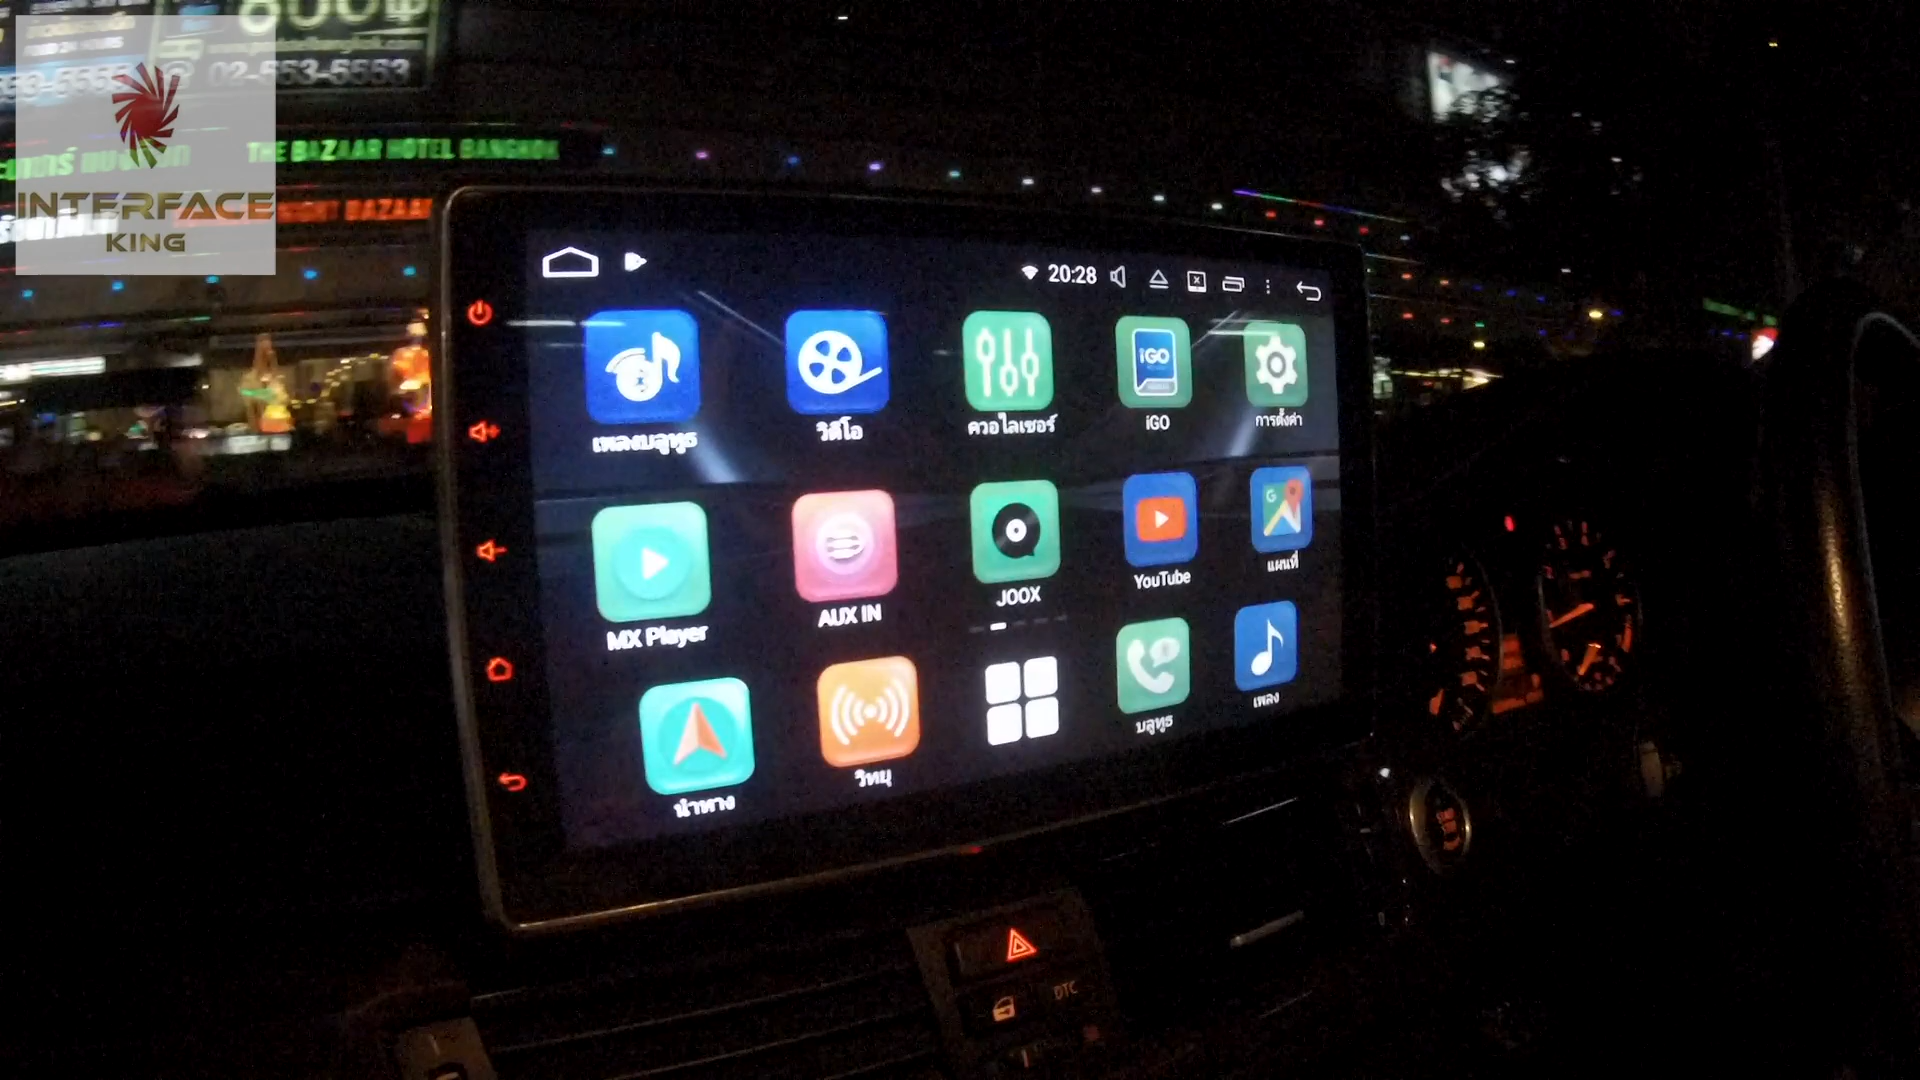 02-553-5553
THE BAZAAR HOTEL BANGKOK
BAZAAR
INTERFACE
KING
20:28
เพลงบลูทูธ
วิดีโอ
ควอไลเซอร์
iGO
iGO
การตั้งค่า
MX Player
AUX IN
JOOX
YouTube
G
แผนที่
นำทาง
วิทยุ
บลูทูธ
เพลง
START
STOP
DTC